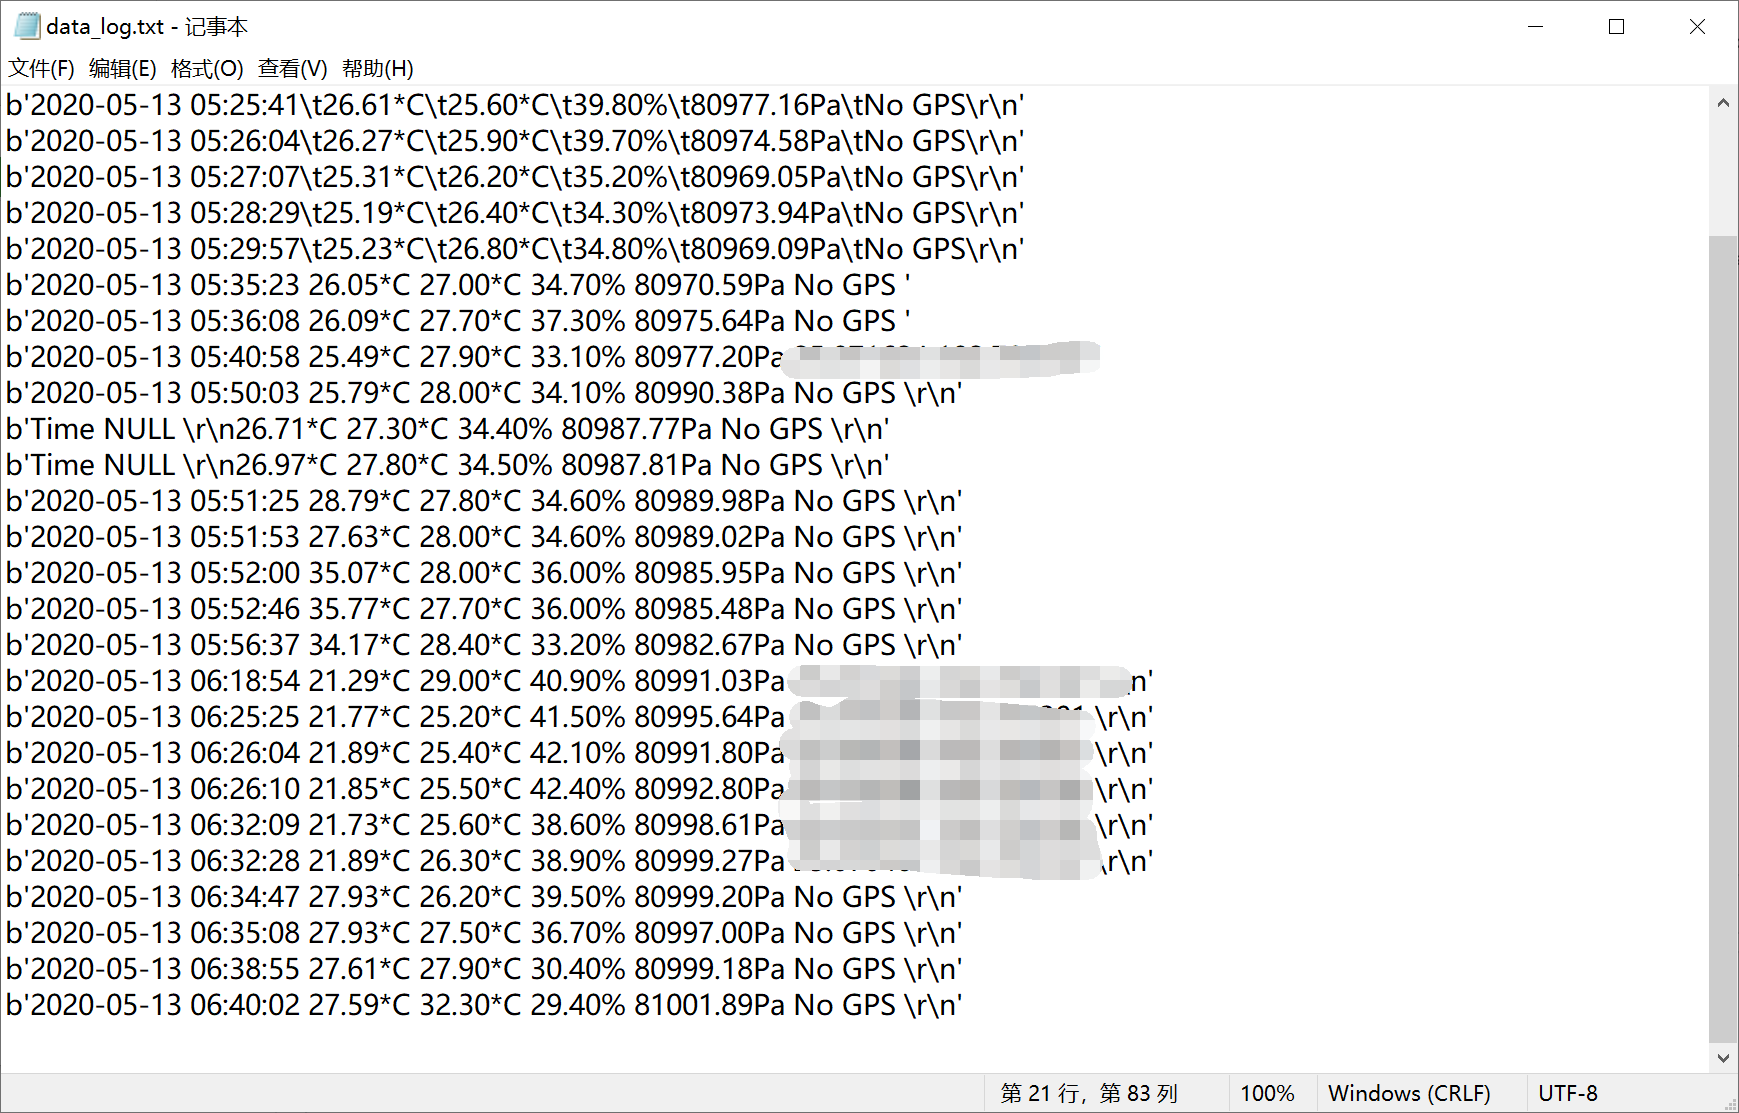 data_log.txt - 记事本
文件(F) 编辑(E) 格式(O) 查看(V) 帮助(H)
b'2020-05-13 05:25:41\t26.61*C\t25.60*C\t39.80%\t80977.16Pa\tNo GPS\r\n'
b'2020-05-13 05:26:04\t26.27*C\t25.90*C\t39.70%\t80974.58Pa\tNo GPS\r\n'
b'2020-05-13 05:27:07\t25.31*C\t26.20*C\t35.20%\t80969.05Pa\tNo GPS\r\n'
b'2020-05-13 05:28:29\t25.19*C\t26.40*C\t34.30%\t80973.94Pa\tNo GPS\r\n'
b'2020-05-13 05:29:57\t25.23*C\t26.80*C\t34.80%\t80969.09Pa\tNo GPS\r\n'
b'2020-05-13 05:35:23 26.05*C 27.00*C 34.70% 80970.59Pa No GPS '
b'2020-05-13 05:36:08 26.09*C 27.70*C 37.30% 80975.64Pa No GPS '
b'2020-05-13 05:40:58 25.49*C 27.90*C 33.10% 80977.20Pa
b'2020-05-13 05:50:03 25.79*C 28.00*C 34.10% 80990.38Pa No GPS \r\n'
b'Time NULL \r\n26.71*C 27.30*C 34.40% 80987.77Pa No GPS \r\n'
b'Time NULL \r\n26.97*C 27.80*C 34.50% 80987.81Pa No GPS \r\n'
b'2020-05-13 05:51:25 28.79*C 27.80*C 34.60% 80989.98Pa No GPS \r\n'
b'2020-05-13 05:51:53 27.63*C 28.00*C 34.60% 80989.02Pa No GPS \r\n'
b'2020-05-13 05:52:00 35.07*C 28.00*C 36.00% 80985.95Pa No GPS \r\n'
b'2020-05-13 05:52:46 35.77*C 27.70*C 36.00% 80985.48Pa No GPS \r\n'
b'2020-05-13 05:56:37 34.17*C 28.40*C 33.20% 80982.67Pa No GPS \r\n'
b'2020-05-13 06:18:54 21.29*C 29.00*C 40.90% 80991.03Pa n'
b'2020-05-13 06:25:25 21.77*C 25.20*C 41.50% 80995.64Pa \r\n'
b'2020-05-13 06:26:04 21.89*C 25.40*C 42.10% 80991.80Pa \r\n'
b'2020-05-13 06:26:10 21.85*C 25.50*C 42.40% 80992.80Pa \r\n'
b'2020-05-13 06:32:09 21.73*C 25.60*C 38.60% 80998.61Pa \r\n'
b'2020-05-13 06:32:28 21.89*C 26.30*C 38.90% 80999.27Pa \r\n'
b'2020-05-13 06:34:47 27.93*C 26.20*C 39.50% 80999.20Pa No GPS \r\n'
b'2020-05-13 06:35:08 27.93*C 27.50*C 36.70% 80997.00Pa No GPS \r\n'
b'2020-05-13 06:38:55 27.61*C 27.90*C 30.40% 80999.18Pa No GPS \r\n'
b'2020-05-13 06:40:02 27.59*C 32.30*C 29.40% 81001.89Pa No GPS \r\n'
第 21 行，第 83 列 100% Windows (CRLF) UTF-8